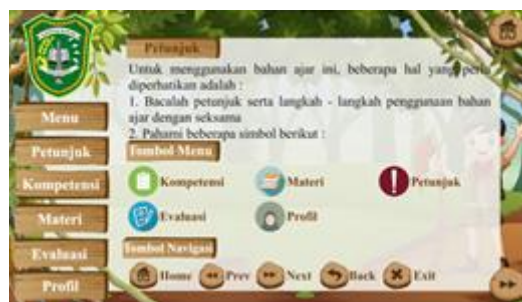 Petunjuk
Untuk menggunakan bahan ajar ini, beberapa hal yang perlu
diperhatikan adalah :
1. Bacalah petunjuk serta langkah - langkah penggunaan bahan
ajar dengan seksama
2. Pahami beberapa simbol berikut :
Tombol Menu
Kompetensi
Materi
Petunjuk
Evaluasi
Profil
Tombol Navigasi
Home
Prev
Next
Back
Exit
Menu
Petunjuk
Kompetensi
Materi
Evaluasi
Profil